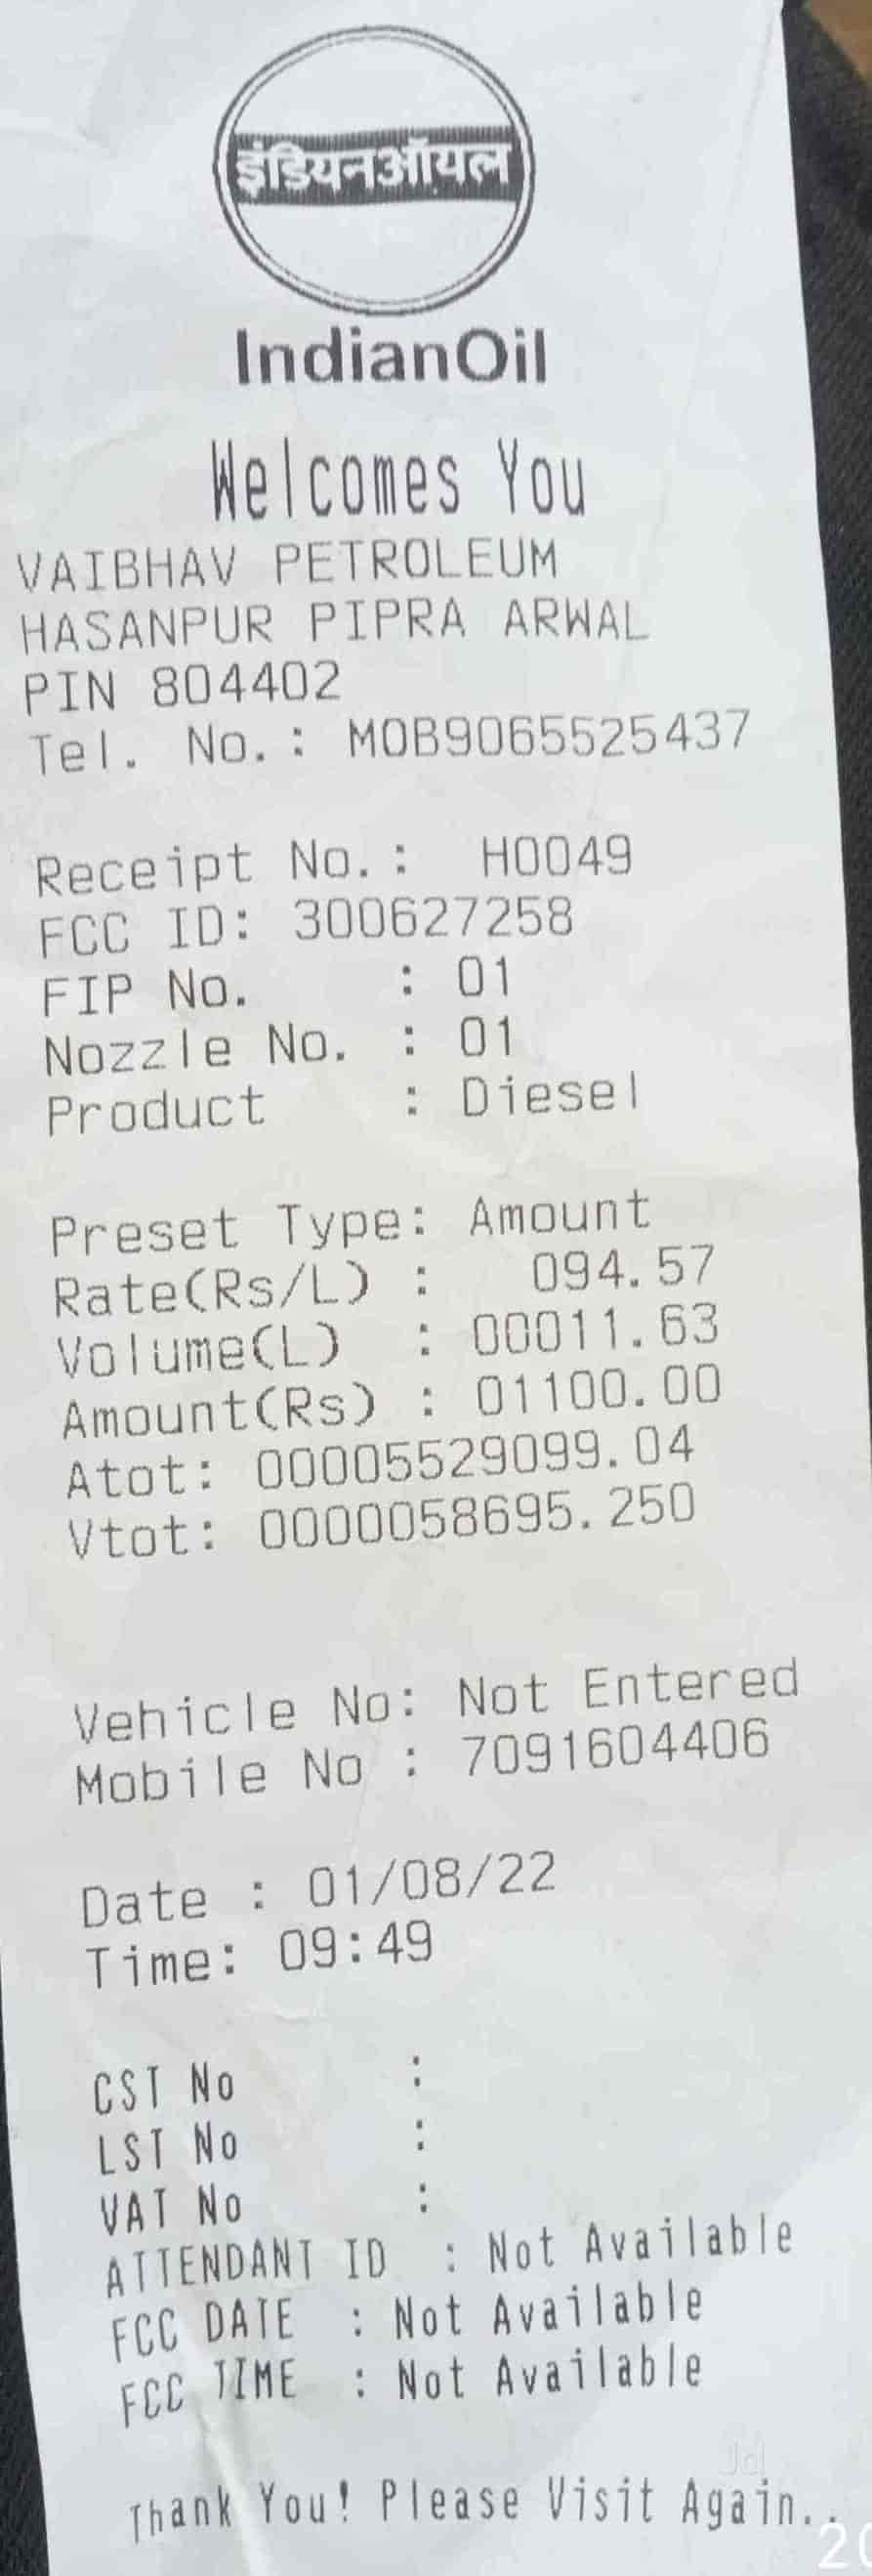 इंडियनऑयल
IndianOil
Welcomes You
VAIBHAV PETROLEUM
HASANPUR PIPRA ARWAL
PIN 804402
Tel. No.: MOB9065525437
Receipt No.: H0049
FCC ID: 300627258
FIP No. : 01
Nozzle No. : 01
Product : Diesel
Preset Type: Amount
Rate(Rs/L) : 094.57
Volume(L) : 00011.63
Amount(Rs) : 01100.00
Atot: 00005529099.04
Vtot: 0000058695.250
Vehicle No: Not Entered
Mobile No : 7091604406
Date : 01/08/22
Time: 09:49
CST No :
LST No :
VAT No :
ATTENDANT ID : Not Available
FCC DATE : Not Available
FCC TIME : Not Available
Thank You! Please Visit Again..
Jd